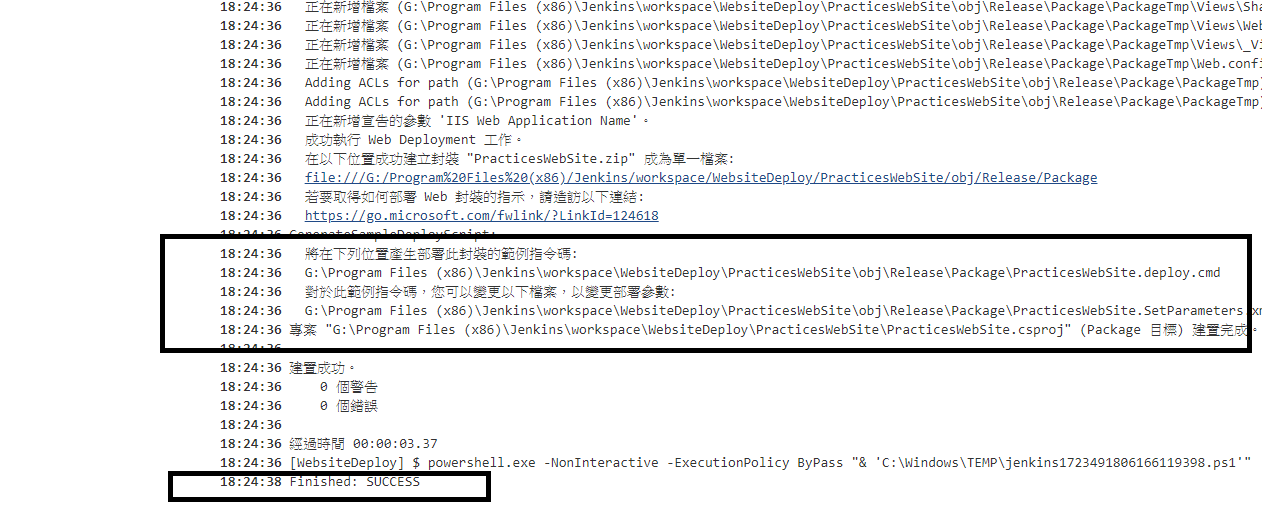 18:24:36 正在新增檔案 (G:\Program Files (x86)\Jenkins\workspace\WebsiteDeploy\PracticesWebSite\obj\Release\Package\PackageTmp\Views\Sha
18:24:36 正在新增檔案 (G:\Program Files (x86)\Jenkins\workspace\WebsiteDeploy\PracticesWebSite\obj\Release\Package\PackageTmp\Views\Web
18:24:36 正在新增檔案 (G:\Program Files (x86)\Jenkins\workspace\WebsiteDeploy\PracticesWebSite\obj\Release\Package\PackageTmp\Views\_Vi
18:24:36 正在新增檔案 (G:\Program Files (x86)\Jenkins\workspace\WebsiteDeploy\PracticesWebSite\obj\Release\Package\PackageTmp\Web.confi
18:24:36 Adding ACLs for path (G:\Program Files (x86)\Jenkins\workspace\WebsiteDeploy\PracticesWebSite\obj\Release\Package\PackageTmp)
18:24:36 Adding ACLs for path (G:\Program Files (x86)\Jenkins\workspace\WebsiteDeploy\PracticesWebSite\obj\Release\Package\PackageTmp)
18:24:36 正在新增宣告的參數 'IIS Web Application Name'。
18:24:36 成功執行 Web Deployment 工作。
18:24:36 在以下位置成功建立封裝 "PracticesWebSite.zip" 成為單一檔案:
18:24:36 file:///G:/Program%20Files%20(x86)/Jenkins/workspace/WebsiteDeploy/PracticesWebSite/obj/Release/Package
18:24:36 若要取得如何部署 Web 封裝的指示，請造訪以下連結:
18:24:36 https://go.microsoft.com/fwlink/?LinkId=124618
18:24:36 GenerateSampleDeployScript:
18:24:36 將在下列位置產生部署此封裝的範例指令碼:
18:24:36 G:\Program Files (x86)\Jenkins\workspace\WebsiteDeploy\PracticesWebSite\obj\Release\Package\PracticesWebSite.deploy.cmd
18:24:36 對於此範例指令碼，您可以變更以下檔案，以變更部署參數:
18:24:36 G:\Program Files (x86)\Jenkins\workspace\WebsiteDeploy\PracticesWebSite\obj\Release\Package\PracticesWebSite.SetParameters.xm
18:24:36 專案 "G:\Program Files (x86)\Jenkins\workspace\WebsiteDeploy\PracticesWebSite\PracticesWebSite.csproj" (Package 目標) 建置完成。
18:24:36
18:24:36 建置成功。
18:24:36 0 個警告
18:24:36 0 個錯誤
18:24:36
18:24:36 經過時間 00:00:03.37
18:24:36 [WebsiteDeploy] $ powershell.exe -NonInteractive -ExecutionPolicy ByPass "& 'C:\Windows\TEMP\jenkins1723491806166119398.ps1'"
18:24:38 Finished: SUCCESS